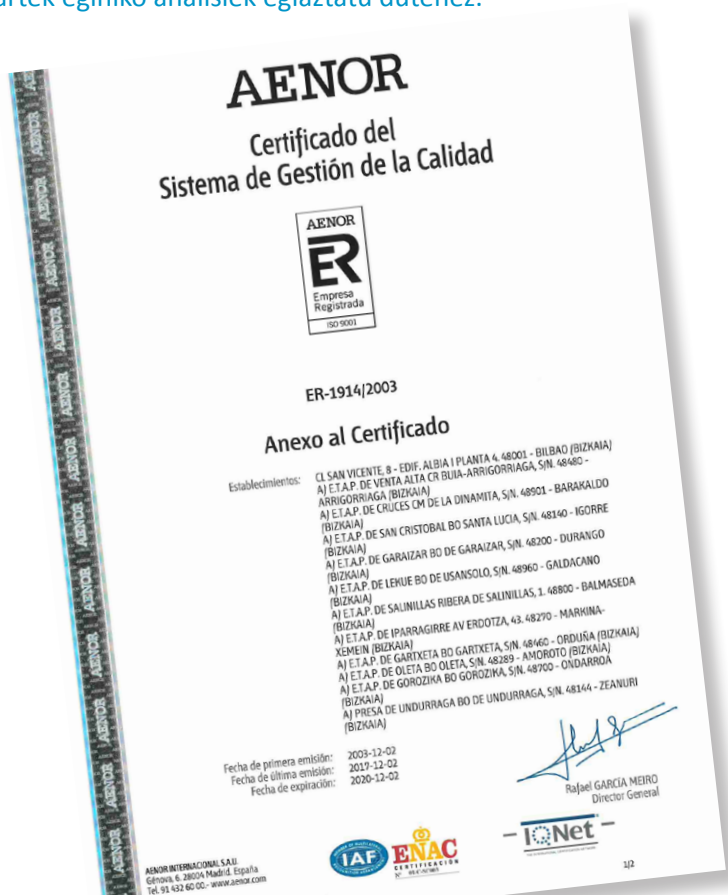 eginiko analisiek egiaztatu dutenez.
AENOR
Certificado del
Sistema de Gestión de la Calidad
AENOR
ER
Empresa
Registrada
ISO 9001
ER-1914/2003
Anexo al Certificado
Establecimientos: CL SAN VICENTE, 8 - EDIF. ALBIA I PLANTA 4. 48001 - BILBAO (BIZKAIA)
A) E.T.A.P. DE VENTA ALTA CR BUIA-ARRIGORRIAGA, S/N. 48480 -
ARRIGORRIAGA (BIZKAIA)
A) E.T.A.P. DE CRUCES CM DE LA DINAMITA, S/N. 48901 - BARAKALDO
(BIZKAIA)
A) E.T.A.P. DE SAN CRISTOBAL BO SANTA LUCIA, S/N. 48140 - IGORRE
(BIZKAIA)
A) E.T.A.P. DE GARAIZAR BO DE GARAIZAR, S/N. 48200 - DURANGO
(BIZKAIA)
A) E.T.A.P. DE LEKUE BO DE USANSOLO, S/N. 48960 - GALDACANO
(BIZKAIA)
A) E.T.A.P. DE SALINILLAS RIBERA DE SALINILLAS, 1. 48800 - BALMASEDA
(BIZKAIA)
A) E.T.A.P. DE IPARRAGIRRE AV ERDOTZA, 43. 48270 - MARKINA-
XEMEIN (BIZKAIA)
A) E.T.A.P. DE GARTXETA BO GARTXETA, S/N. 48460 - ORDUÑA (BIZKAIA)
A) E.T.A.P. DE OLETA BO OLETA, S/N. 48289 - AMOROTO (BIZKAIA)
A) E.T.A.P. DE GOROZIKA BO GOROZIKA, S/N. 48700 - ONDARROA
(BIZKAIA)
A) PRESA DE UNDURRAGA BO DE UNDURRAGA, S/N. 48144 - ZEANURI
(BIZKAIA)
Fecha de primera emisión: 2003-12-02
Fecha de última emisión: 2017-12-02
Fecha de expiración: 2020-12-02
Rafael GARCÍA MEIRO
Director General
AENOR INTERNACIONAL S.A.U.
Génova, 6. 28004 Madrid. España
Tel. 91 432 60 00.- www.aenor.com
IAF
ENAC
CERTIFICACIÓN
IQNet
1/2